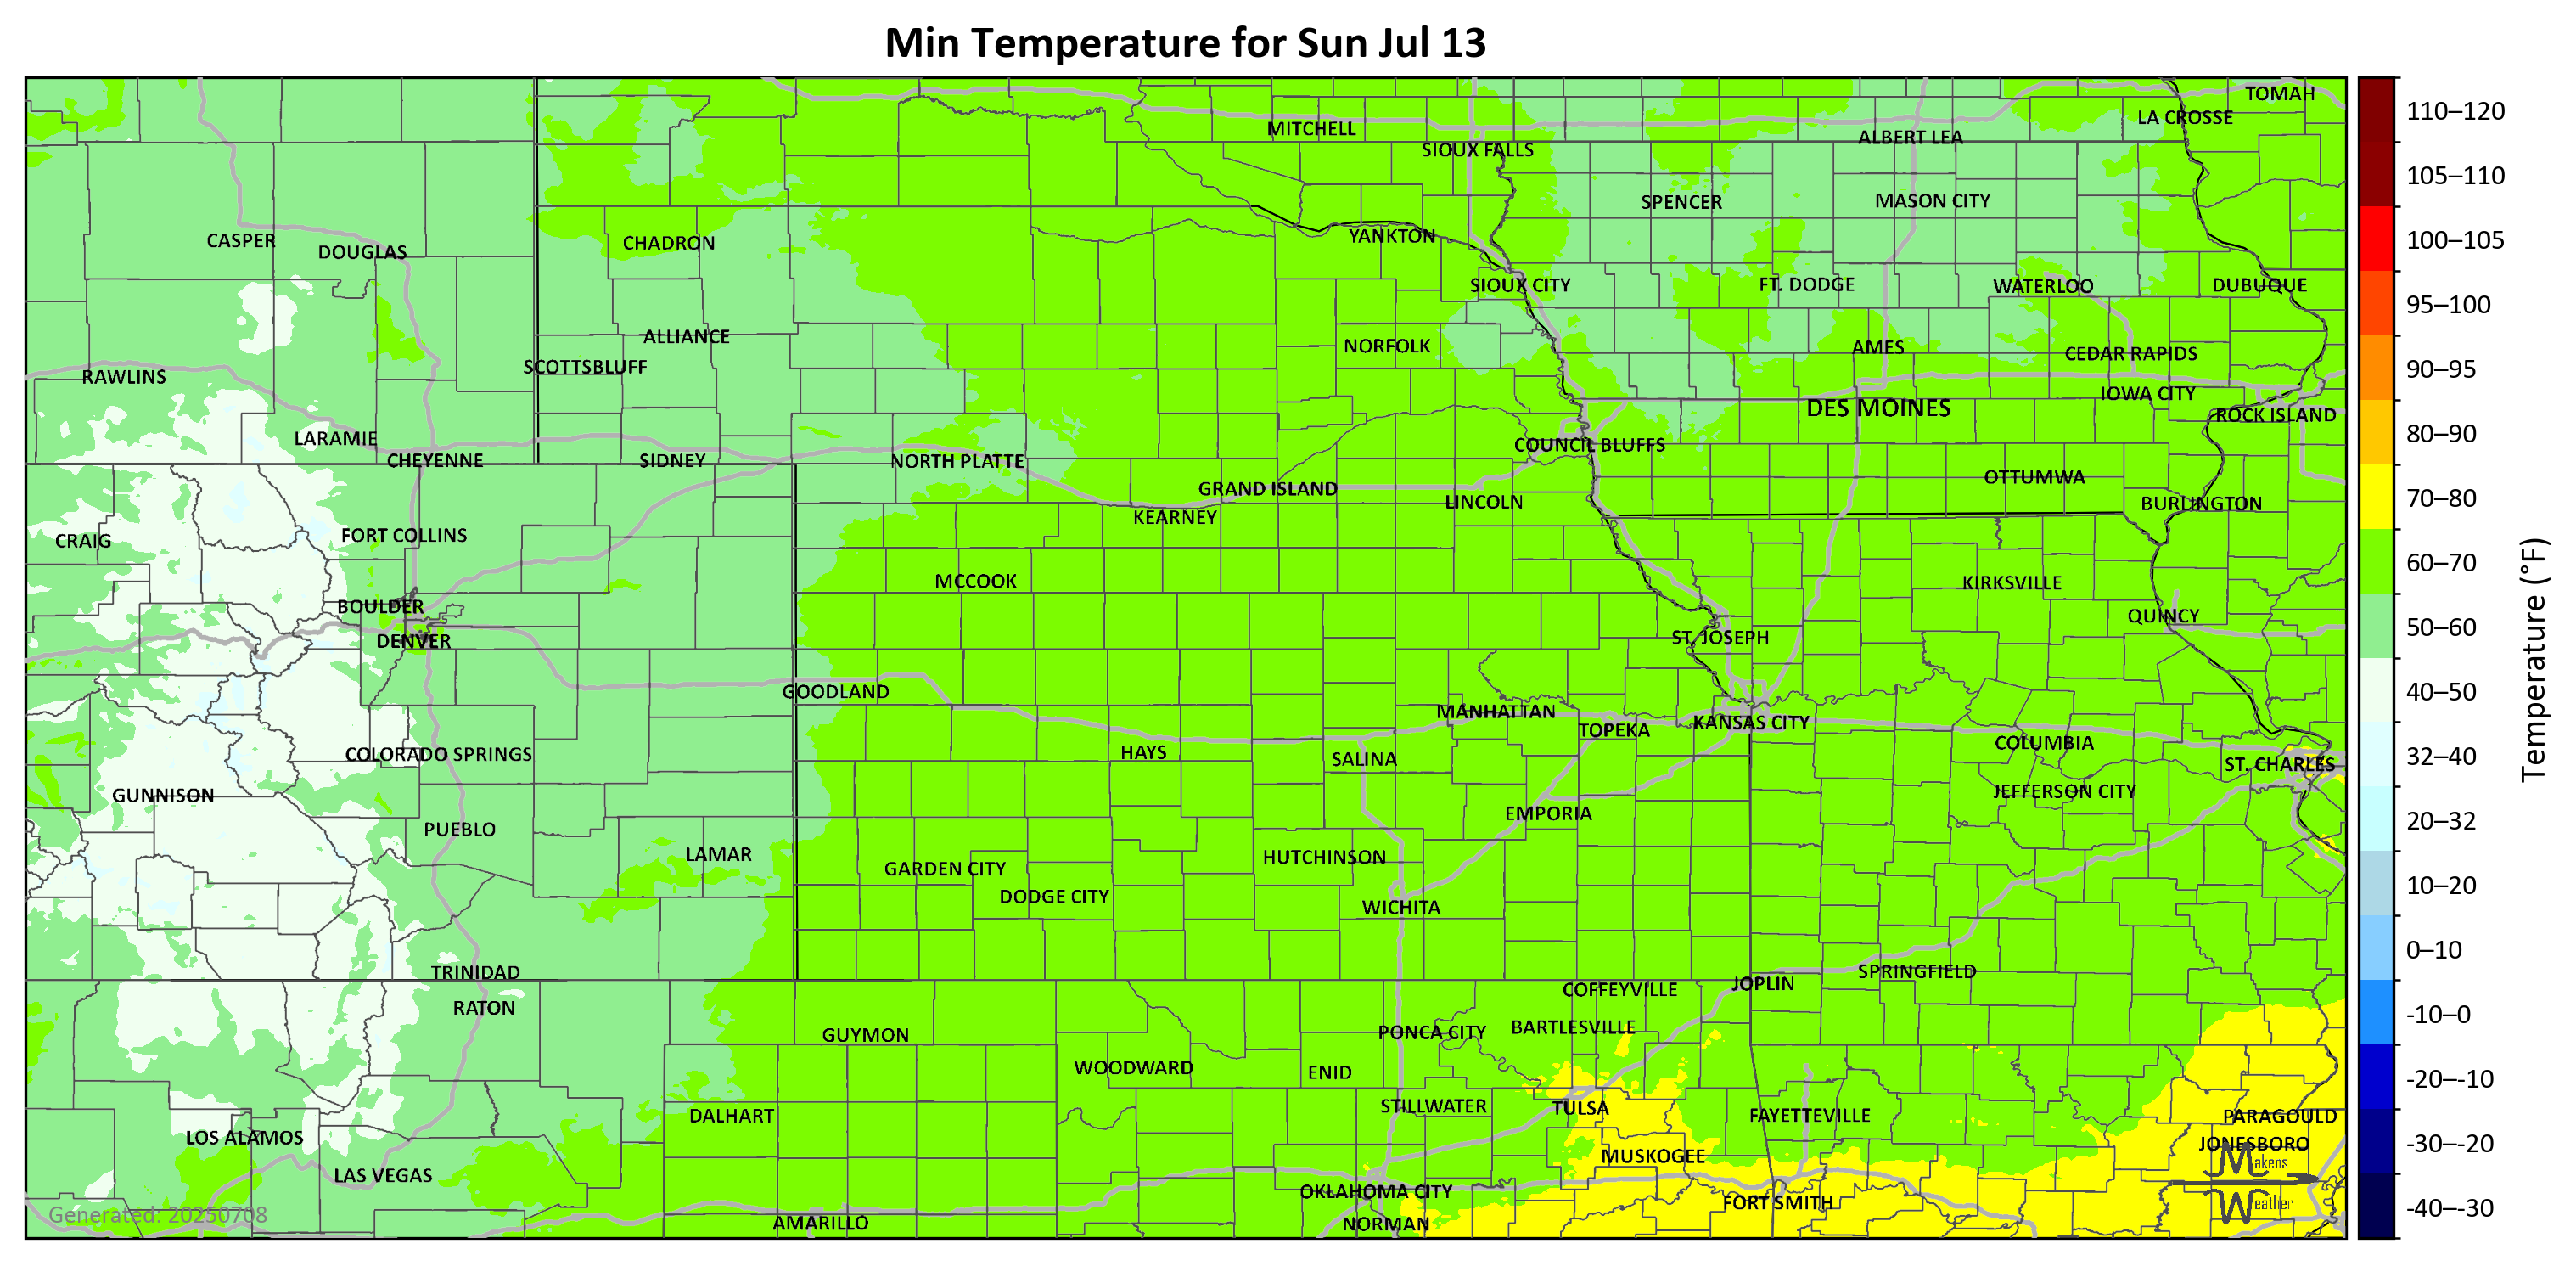 Min Temperature for Sun Jul 13
TOMAH
LA CROSSE
MITCHELL
ALBERT LEA
SIOUX FALLS
SPENCER
MASON CITY
CASPER
DOUGLAS
CHADRON
YANKTON
SIOUX CITY
FT. DODGE
WATERLOO
DUBUQUE
ALLIANCE
NORFOLK
AMES
CEDAR RAPIDS
SCOTTSBLUFF
RAWLINS
IOWA CITY
DES MOINES
ROCK ISLAND
LARAMIE
COUNCIL BLUFFS
CHEYENNE
SIDNEY
NORTH PLATTE
OTTUMWA
GRAND ISLAND
LINCOLN
BURLINGTON
KEARNEY
CRAIG
FORT COLLINS
MCCOOK
KIRKSVILLE
BOULDER
QUINCY
DENVER
ST. JOSEPH
GOODLAND
MANHATTAN
KANSAS CITY
TOPEKA
COLUMBIA
COLORADO SPRINGS
HAYS
SALINA
ST. CHARLES
GUNNISON
JEFFERSON CITY
EMPORIA
PUEBLO
LAMAR
HUTCHINSON
GARDEN CITY
DODGE CITY
WICHITA
TRINIDAD
SPRINGFIELD
JOPLIN
COFFEYVILLE
RATON
GUYMON
PONCA CITY
BARTLESVILLE
WOODWARD
ENID
STILLWATER
TULSA
DALHART
FAYETTEVILLE
PARAGOULD
LOS ALAMOS
JONESBORO
MUSKOGEE
LAS VEGAS
OKLAHOMA CITY
FORT SMITH
AMARILLO
NORMAN
Generated: 20250708
Makens
Weather
110–120
105–110
100–105
95–100
90–95
80–90
70–80
60–70
50–60
40–50
32–40
20–32
10–20
0–10
-10–0
-20–-10
-30–-20
-40–-30
Temperature (°F)